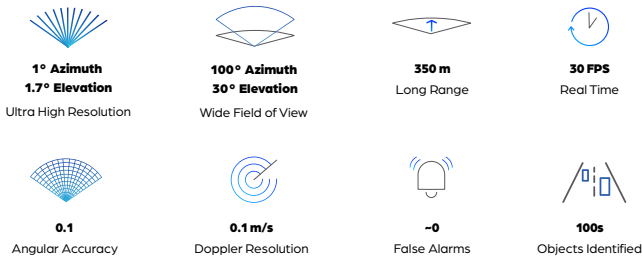 1° Azimuth
1.7° Elevation
Ultra High Resolution
100° Azimuth
30° Elevation
Wide Field of View
350 m
Long Range
30 FPS
Real Time
0.1
Angular Accuracy
0.1 m/s
Doppler Resolution
~0
False Alarms
100s
Objects Identified